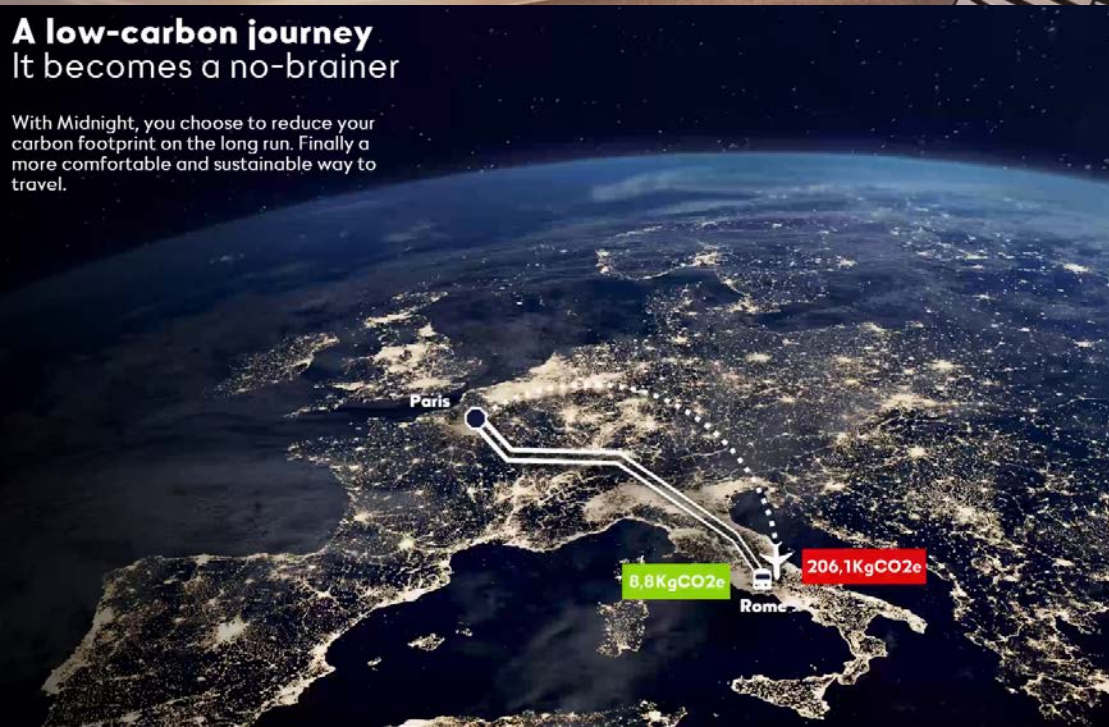 A low-carbon journey
It becomes a no-brainer
With Midnight, you choose to reduce your
carbon footprint on the long run. Finally a
more comfortable and sustainable way to
travel.
Paris
8,8KgCO2e
206,1KgCO2e
Rome